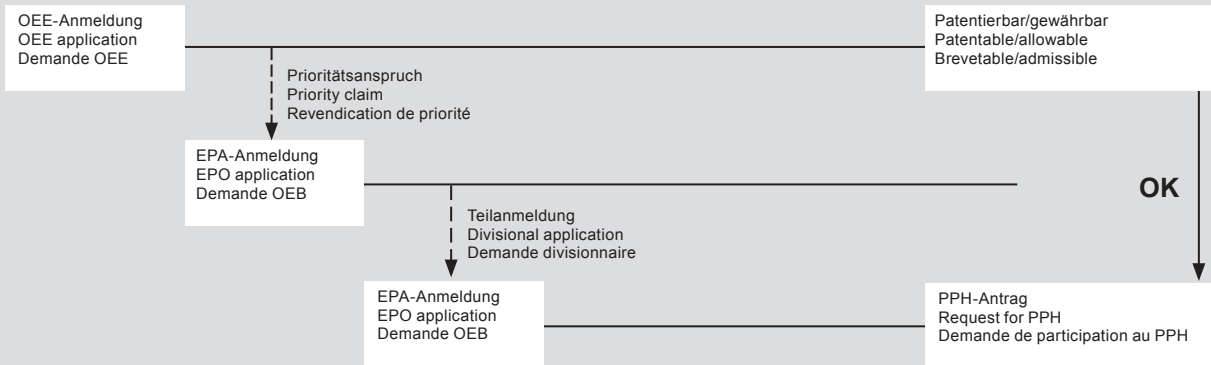 OEE-Anmeldung
OEE application
Demande OEE
Patentierbar/gewährbar
Patentable/allowable
Brevetable/admissible
Prioritätsanspruch
Priority claim
Revendication de priorité
EPA-Anmeldung
EPO application
Demande OEB
OK
Teilanmeldung
Divisional application
Demande divisionnaire
EPA-Anmeldung
EPO application
Demande OEB
PPH-Antrag
Request for PPH
Demande de participation au PPH